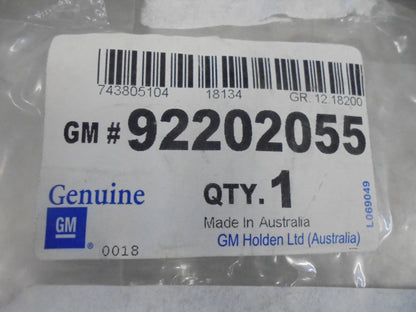 743805104 18134 GR. 12.18200
GM # 92202055
Genuine
GM ®
0018
QTY. 1
Made In Australia
GM Holden Ltd (Australia)
L069049